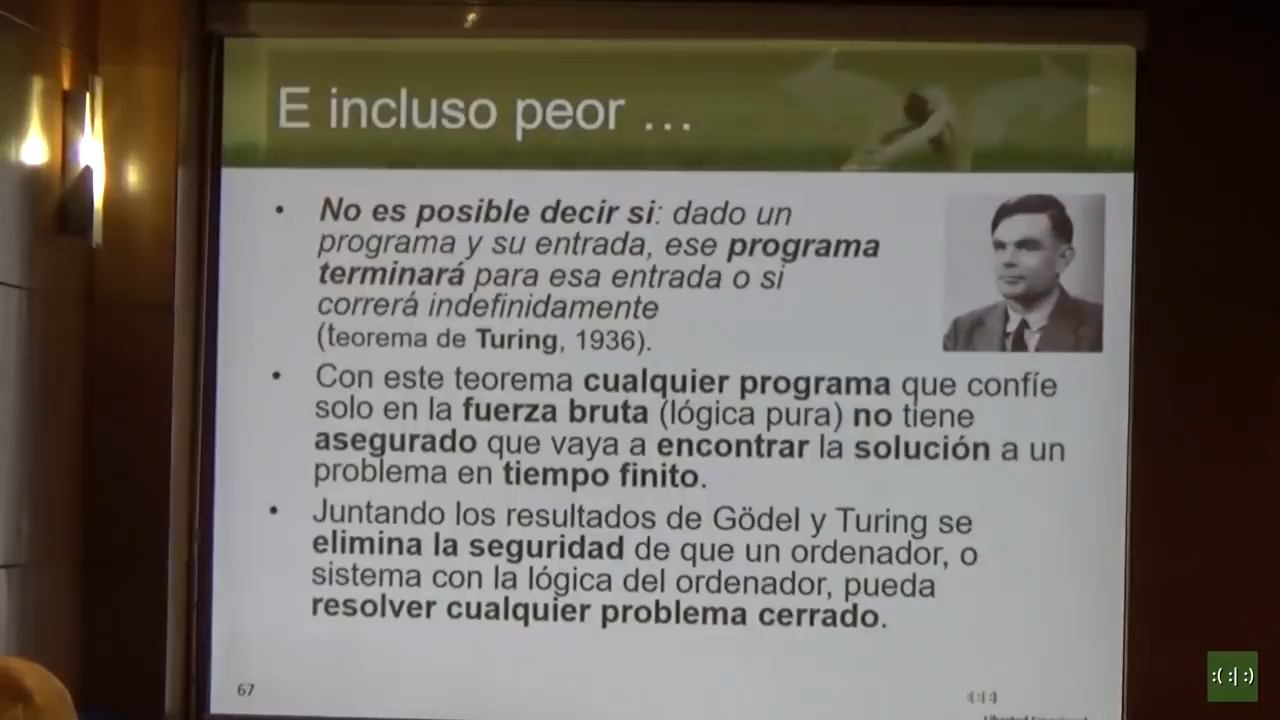 E incluso peor ...
• No es posible decir si: dado un
programa y su entrada, ese programa
terminará para esa entrada o si
correrá indefinidamente
(teorema de Turing, 1936).
• Con este teorema cualquier programa que confíe
solo en la fuerza bruta (lógica pura) no tiene
asegurado que vaya a encontrar la solución a un
problema en tiempo finito.
• Juntando los resultados de Gödel y Turing se
elimina la seguridad de que un ordenador, o
sistema con la lógica del ordenador, pueda
resolver cualquier problema cerrado.
67
:( :| :)